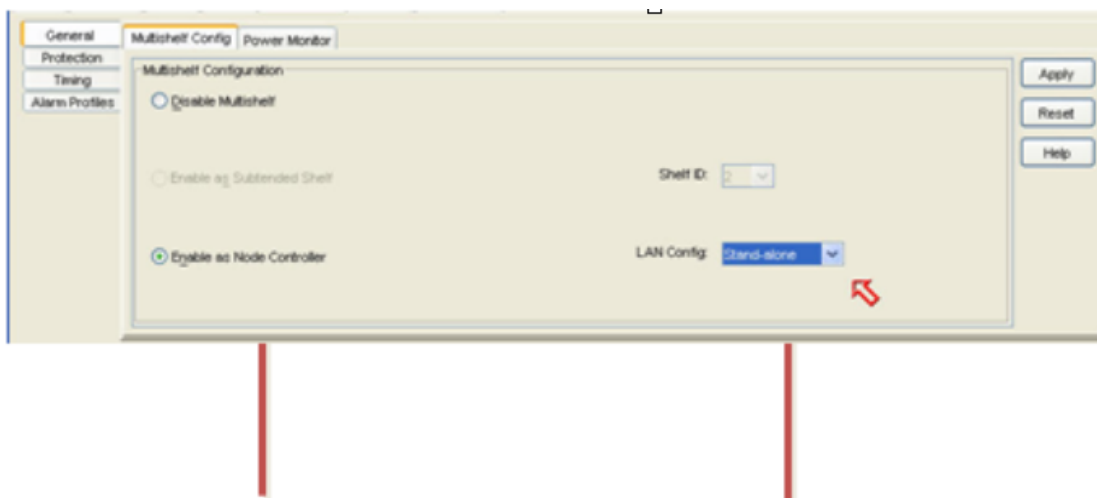 General
Protection
Timing
Alarm Profiles
Multishelf Config Power Monitor
Multishelf Configuration
Disable Multishelf
Enable as Subtended Shelf
Shelf ID: 2
Enable as Node Controller
LAN Config: Stand-alone
Apply
Reset
Help